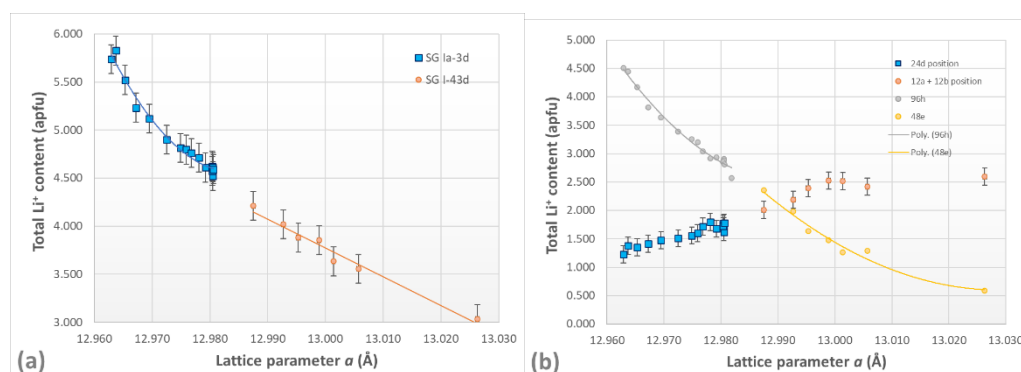 6.000
5.500
5.000
4.500
4.000
3.500
3.000
12.960 12.970 12.980 12.990 13.000 13.010 13.020 13.030
Total Li⁺ content (apfu)
Lattice parameter a (Å)
SG Ia-3d
SG I-43d
(a)
5.000
4.500
4.000
3.500
3.000
2.500
2.000
1.500
1.000
0.500
0.000
12.960 12.970 12.980 12.990 13.000 13.010 13.020 13.030
Total Li⁺ content (apfu)
Lattice parameter a (Å)
24d position
12a + 12b position
96h
48e
Poly. (96h)
Poly. (48e)
(b)